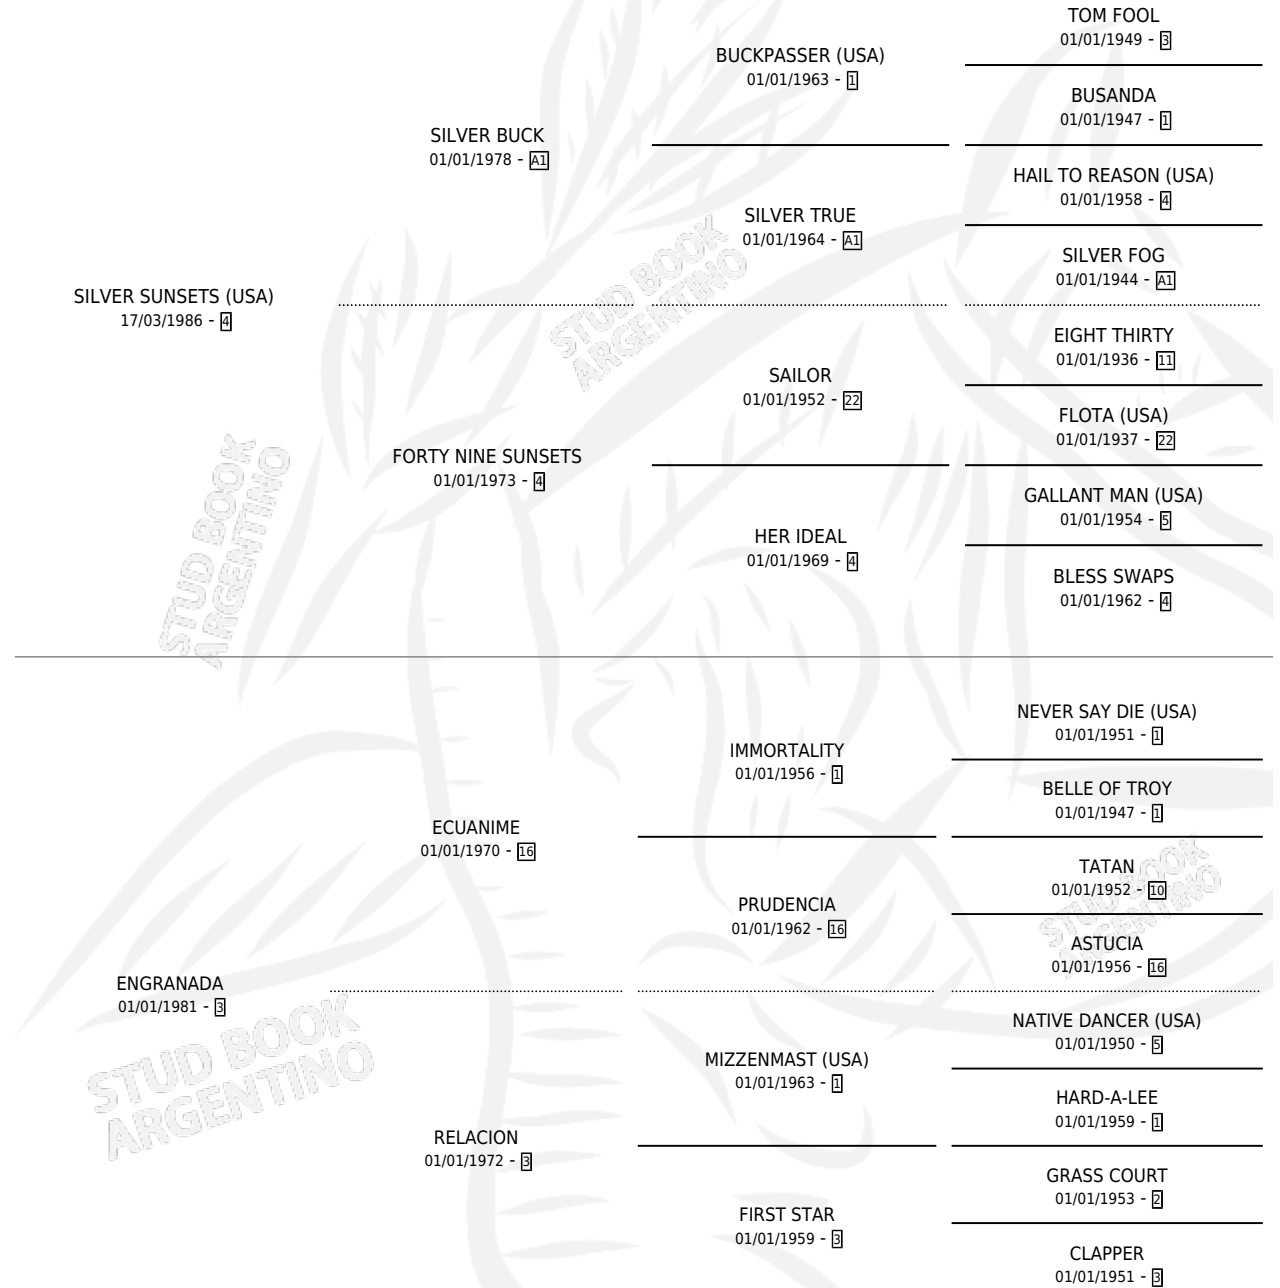 TOM FOOL
01/01/1949 - 3
BUCKPASSER (USA)
01/01/1963 - 1
BUSANDA
01/01/1947 - 1
SILVER BUCK
01/01/1978 - A1
HAIL TO REASON (USA)
01/01/1958 - 4
SILVER TRUE
01/01/1964 - A1
SILVER FOG
01/01/1944 - A1
SILVER SUNSETS (USA)
17/03/1986 - 4
EIGHT THIRTY
01/01/1936 - 11
SAILOR
01/01/1952 - 22
FLOTA (USA)
01/01/1937 - 22
FORTY NINE SUNSETS
01/01/1973 - 4
GALLANT MAN (USA)
01/01/1954 - 5
HER IDEAL
01/01/1969 - 4
BLESS SWAPS
01/01/1962 - 4
NEVER SAY DIE (USA)
01/01/1951 - 1
IMMORTALITY
01/01/1956 - 1
BELLE OF TROY
01/01/1947 - 1
ECUANIME
01/01/1970 - 16
TATAN
01/01/1952 - 10
PRUDENCIA
01/01/1962 - 16
ASTUCIA
01/01/1956 - 16
ENGRANADA
01/01/1981 - 3
NATIVE DANCER (USA)
01/01/1950 - 5
MIZZENMAST (USA)
01/01/1963 - 1
HARD-A-LEE
01/01/1959 - 1
RELACION
01/01/1972 - 3
GRASS COURT
01/01/1953 - 2
FIRST STAR
01/01/1959 - 3
CLAPPER
01/01/1951 - 3
STUD BOOK
ARGENTINO
STUD BOOK
ARGENTINO
STUD BOOK
ARGENTINO
STUD BOOK
ARGENTINO